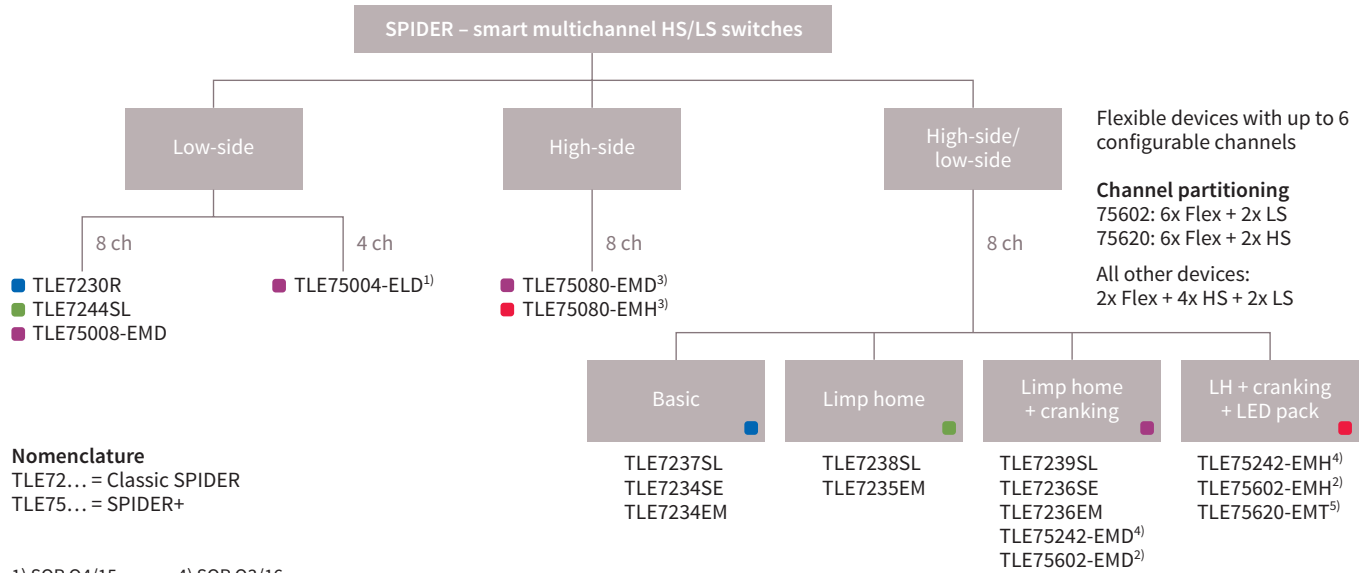 SPIDER – smart multichannel HS/LS switches
Low-side
High-side
High-side/
low-side
Flexible devices with up to 6
configurable channels
Channel partitioning
75602: 6x Flex + 2x LS
75620: 6x Flex + 2x HS
All other devices:
2x Flex + 4x HS + 2x LS
8 ch
4 ch
8 ch
8 ch
TLE7230R
TLE7244SL
TLE75008-EMD
TLE75004-ELD1)
TLE75080-EMD3)
TLE75080-EMH3)
Basic
Limp home
Limp home
+ cranking
LH + cranking
+ LED pack
TLE7237SL
TLE7234SE
TLE7234EM
TLE7238SL
TLE7235EM
TLE7239SL
TLE7236SE
TLE7236EM
TLE75242-EMD4)
TLE75602-EMD2)
TLE75242-EMH4)
TLE75602-EMH2)
TLE75620-EMT5)
Nomenclature
TLE72… = Classic SPIDER
TLE75… = SPIDER+